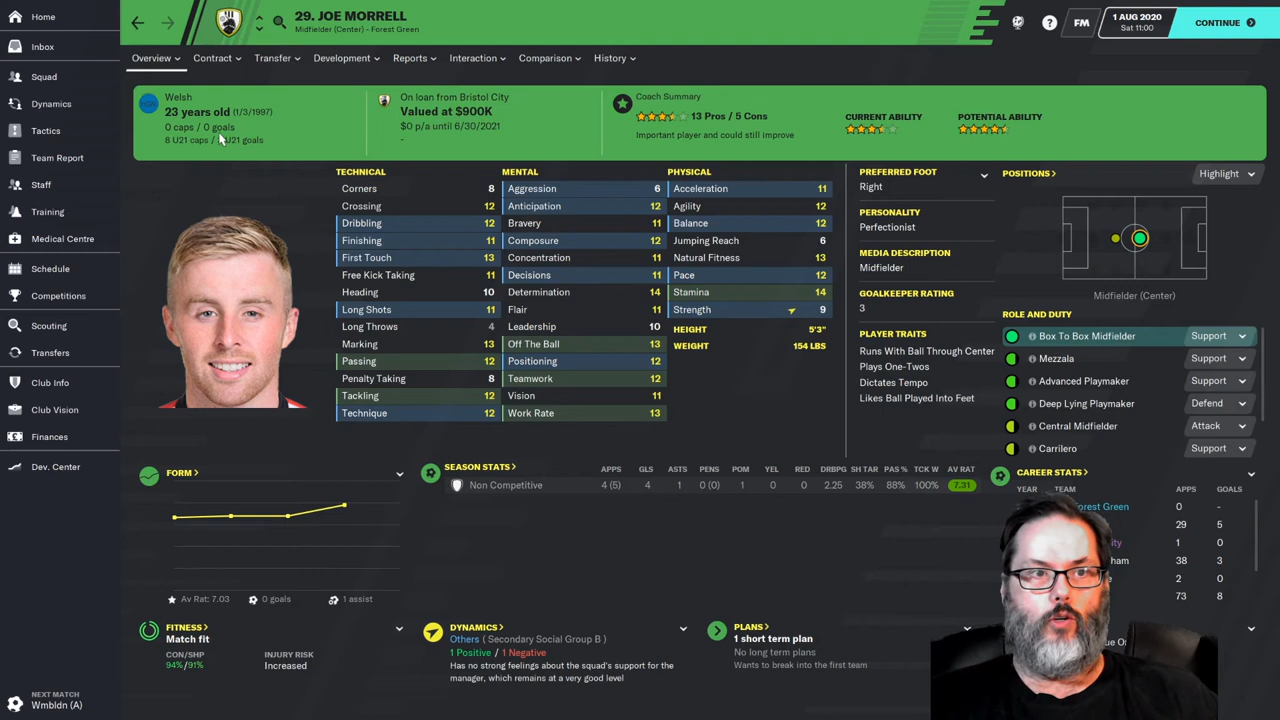 Home
Inbox
Squad
Dynamics
Tactics
Team Report
Staff
Training
Medical Centre
Schedule
Competitions
Scouting
Transfers
Club Info
Club Vision
Finances
Dev. Center
NEXT MATCH
Wmbldn (A)
29. JOE MORRELL
Midfielder (Center) - Forest Green
FM
1 AUG 2020
Sat 11:00
CONTINUE
Overview
Contract
Transfer
Development
Reports
Interaction
Comparison
History
Welsh
23 years old (1/3/1997)
0 caps / 0 goals
8 U21 caps / U21 goals
On loan from Bristol City
Valued at $900K
$0 p/a until 6/30/2021
-
Coach Summary
13 Pros / 5 Cons
Important player and could still improve
CURRENT ABILITY
POTENTIAL ABILITY
TECHNICAL
Corners 8
Crossing 12
Dribbling 12
Finishing 11
First Touch 13
Free Kick Taking 11
Heading 10
Long Shots 11
Long Throws 4
Marking 13
Passing 12
Penalty Taking 8
Tackling 12
Technique 12
MENTAL
Aggression 6
Anticipation 12
Bravery 11
Composure 12
Concentration 11
Decisions 11
Determination 14
Flair 11
Leadership 10
Off The Ball 13
Positioning 12
Teamwork 12
Vision 11
Work Rate 13
PHYSICAL
Acceleration 11
Agility 12
Balance 12
Jumping Reach 6
Natural Fitness 13
Pace 12
Stamina 14
Strength 9
HEIGHT 5'3"
WEIGHT 154 LBS
PREFERRED FOOT
Right
PERSONALITY
Perfectionist
MEDIA DESCRIPTION
Midfielder
GOALKEEPER RATING
3
PLAYER TRAITS
Runs With Ball Through Center
Plays One-Twos
Dictates Tempo
Likes Ball Played Into Feet
POSITIONS
Highlight
Midfielder (Center)
ROLE AND DUTY
Box To Box Midfielder Support
Mezzala Support
Advanced Playmaker Support
Deep Lying Playmaker Defend
Central Midfielder Attack
Carrilero Support
FORM
Av Rat: 7.03 0 goals 1 assist
SEASON STATS APPS GLS ASTS PENS POM YEL RED DRBPG SH TAR PAS % TCK W AV RAT
Non Competitive 4 (5) 4 1 0 (0) 1 0 0 2.25 38% 88% 100% 7.31
CAREER STATS
YEAR TEAM APPS GOALS
Forest Green 0 -
29 5
1 0
38 3
2 0
73 8
FITNESS
Match fit
CON/SHP
94%/91%
INJURY RISK
Increased
DYNAMICS
Others ( Secondary Social Group B )
1 Positive / 1 Negative
Has no strong feelings about the squad's support for the
manager, which remains at a very good level
PLANS
1 short term plan
No long term plans
Wants to break into the first team